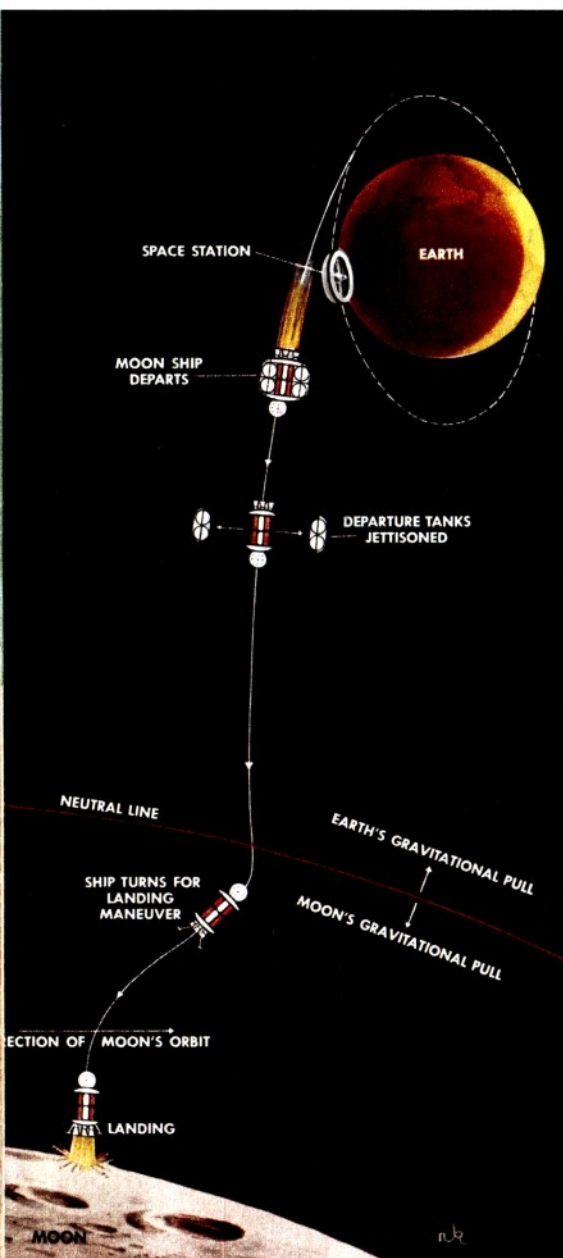 SPACE STATION
EARTH
MOON SHIP
DEPARTS
DEPARTURE TANKS
JETTISONED
NEUTRAL LINE
EARTH'S GRAVITATIONAL PULL
SHIP TURNS FOR
LANDING
MANEUVER
MOON'S GRAVITATIONAL PULL
RECTION OF MOON'S ORBIT
LANDING
MOON